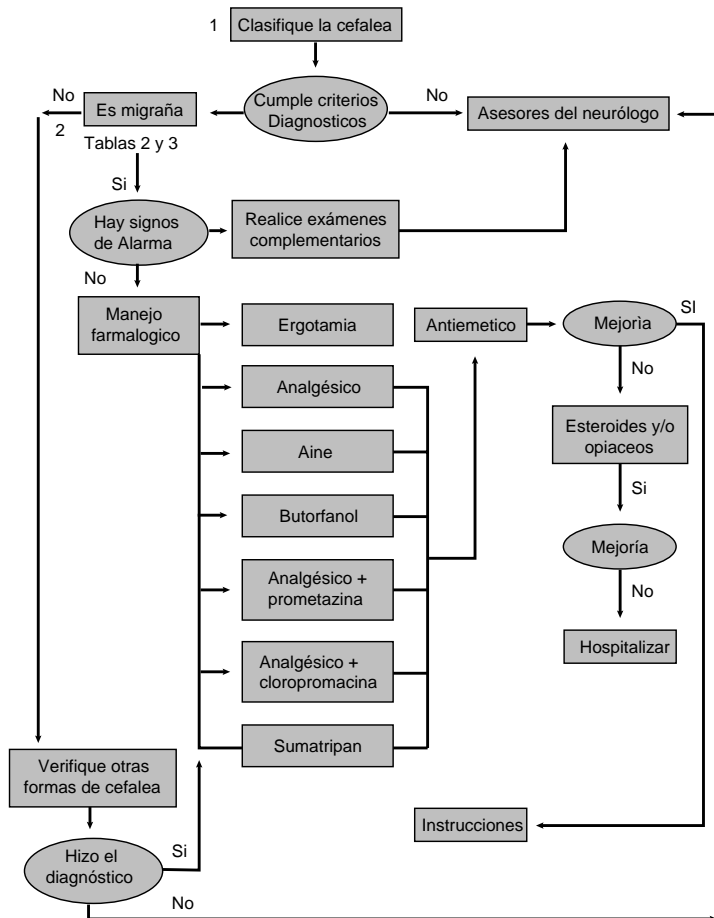 1
Clasifique la cefalea
No
Es migraña
Cumple criterios
Diagnosticos
No
Asesores del neurólogo
2
Tablas 2 y 3
Si
Hay signos
de Alarma
Realice exámenes
complementarios
No
Manejo
farmalogico
Ergotamia
Antiemetico
Mejorìa
SI
No
Analgésico
Esteroides y/o
opiaceos
Aine
Si
Butorfanol
Mejoría
No
Analgésico +
prometazina
Hospitalizar
Analgésico +
cloropromacina
Sumatripan
Verifique otras
formas de cefalea
Instrucciones
Si
Hizo el
diagnóstico
No